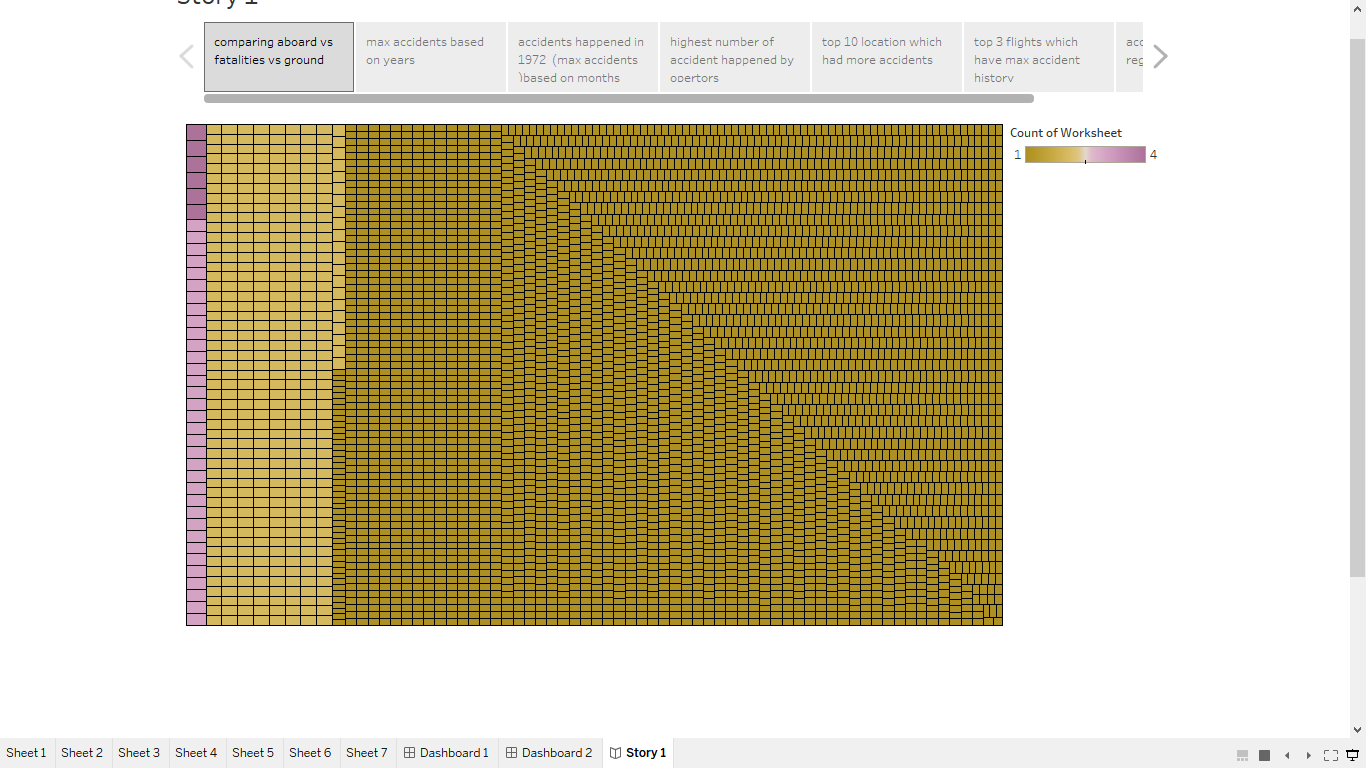 Story 1
comparing aboard vs
fatalities vs ground
max accidents based
on years
accidents happened in
1972 (max accidents
)based on months
highest number of
accident happened by
opertors
top 10 location which
had more accidents
top 3 flights which
have max accident
history
Count of Worksheet
1 4
Sheet 1 Sheet 2 Sheet 3 Sheet 4 Sheet 5 Sheet 6 Sheet 7 Dashboard 1 Dashboard 2 Story 1